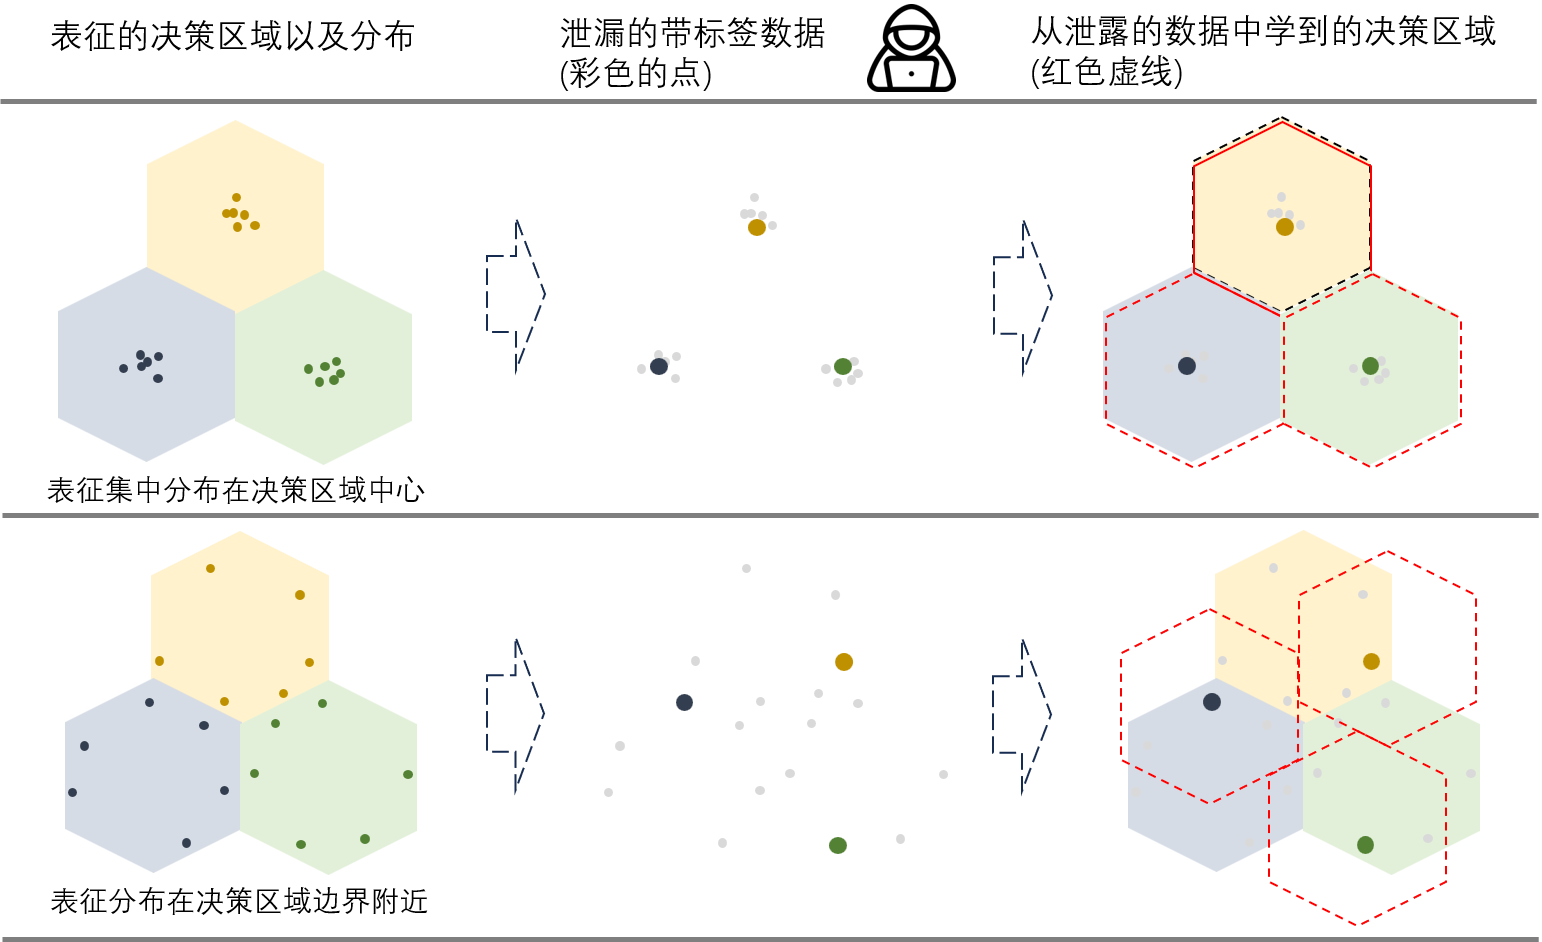 表征的决策区域以及分布
泄漏的带标签数据
(彩色的点)
从泄露的数据中学到的决策区域
(红色虚线)
表征集中分布在决策区域中心
表征分布在决策区域边界附近